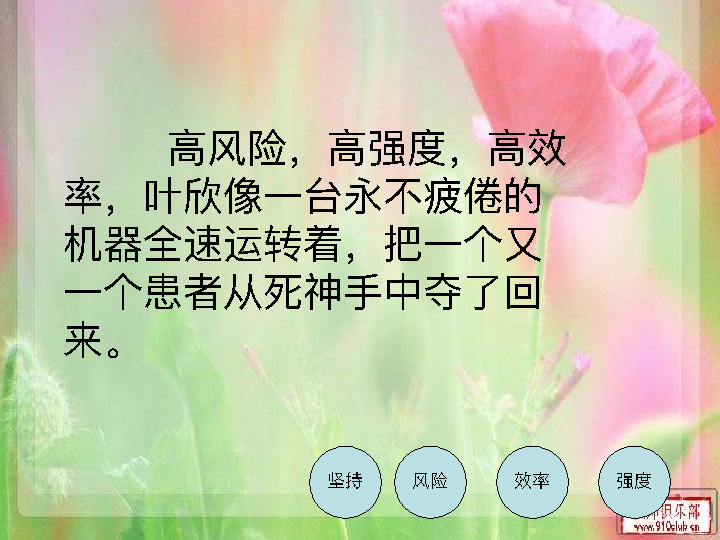 高风险，高强度，高效
率，叶欣像一台永不疲倦的
机器全速运转着，把一个又
一个患者从死神手中夺了回
来。
坚持 风险 效率 强度
俱乐部
www.910club.cn